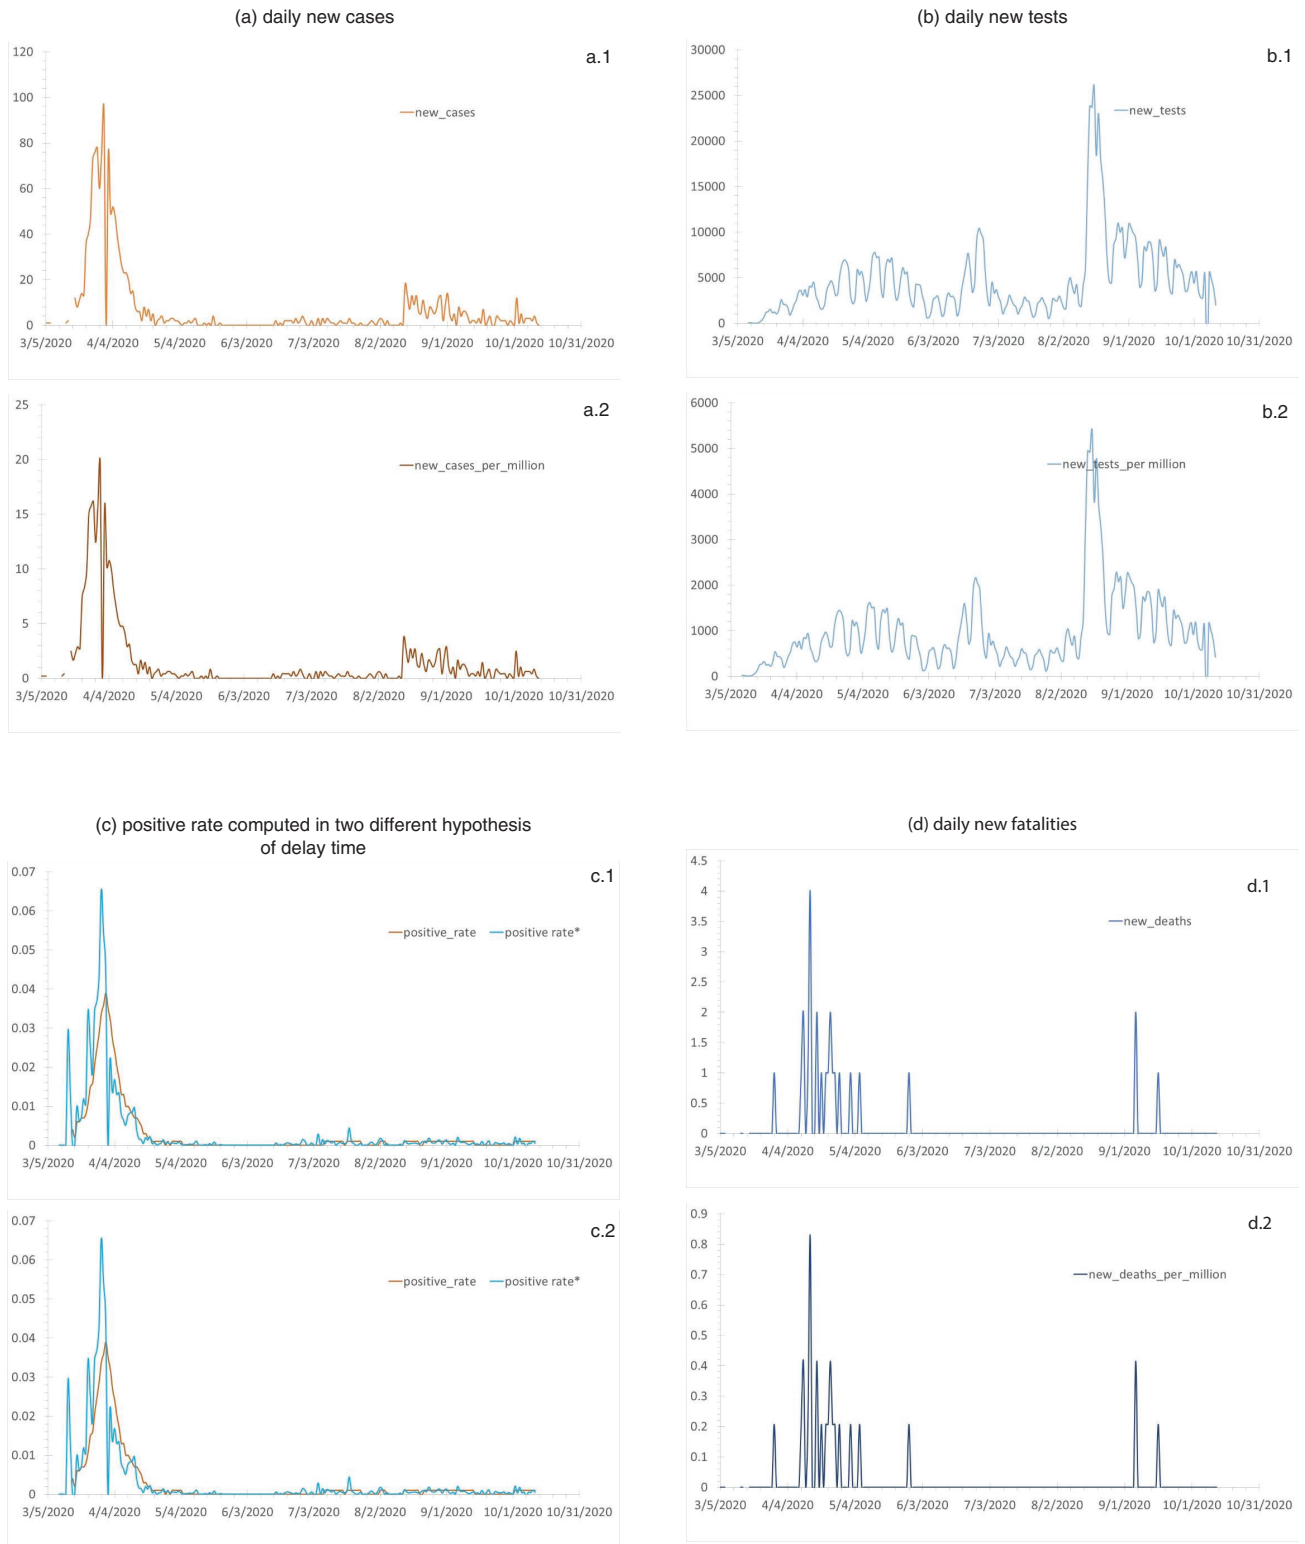 (a) daily new cases
a.1
120
100
80
60
40
20
0
new_cases
3/5/2020 4/4/2020 5/4/2020 6/3/2020 7/3/2020 8/2/2020 9/1/2020 10/1/2020 10/31/2020
a.2
25
20
15
10
5
0
new_cases_per_million
3/5/2020 4/4/2020 5/4/2020 6/3/2020 7/3/2020 8/2/2020 9/1/2020 10/1/2020 10/31/2020
(b) daily new tests
b.1
30000
25000
20000
15000
10000
5000
0
new_tests
3/5/2020 4/4/2020 5/4/2020 6/3/2020 7/3/2020 8/2/2020 9/1/2020 10/1/2020 10/31/2020
b.2
6000
5000
4000
3000
2000
1000
0
new_tests_per million
3/5/2020 4/4/2020 5/4/2020 6/3/2020 7/3/2020 8/2/2020 9/1/2020 10/1/2020 10/31/2020
(c) positive rate computed in two different hypothesis
of delay time
c.1
0.07
0.06
0.05
0.04
0.03
0.02
0.01
0
positive_rate positive rate*
3/5/2020 4/4/2020 5/4/2020 6/3/2020 7/3/2020 8/2/2020 9/1/2020 10/1/2020 10/31/2020
c.2
0.07
0.06
0.05
0.04
0.03
0.02
0.01
0
positive_rate positive rate*
3/5/2020 4/4/2020 5/4/2020 6/3/2020 7/3/2020 8/2/2020 9/1/2020 10/1/2020 10/31/2020
(d) daily new fatalities
d.1
4.5
4
3.5
3
2.5
2
1.5
1
0.5
0
new_deaths
3/5/2020 4/4/2020 5/4/2020 6/3/2020 7/3/2020 8/2/2020 9/1/2020 10/1/2020 10/31/2020
d.2
0.9
0.8
0.7
0.6
0.5
0.4
0.3
0.2
0.1
0
new_deaths_per_million
3/5/2020 4/4/2020 5/4/2020 6/3/2020 7/3/2020 8/2/2020 9/1/2020 10/1/2020 10/31/2020